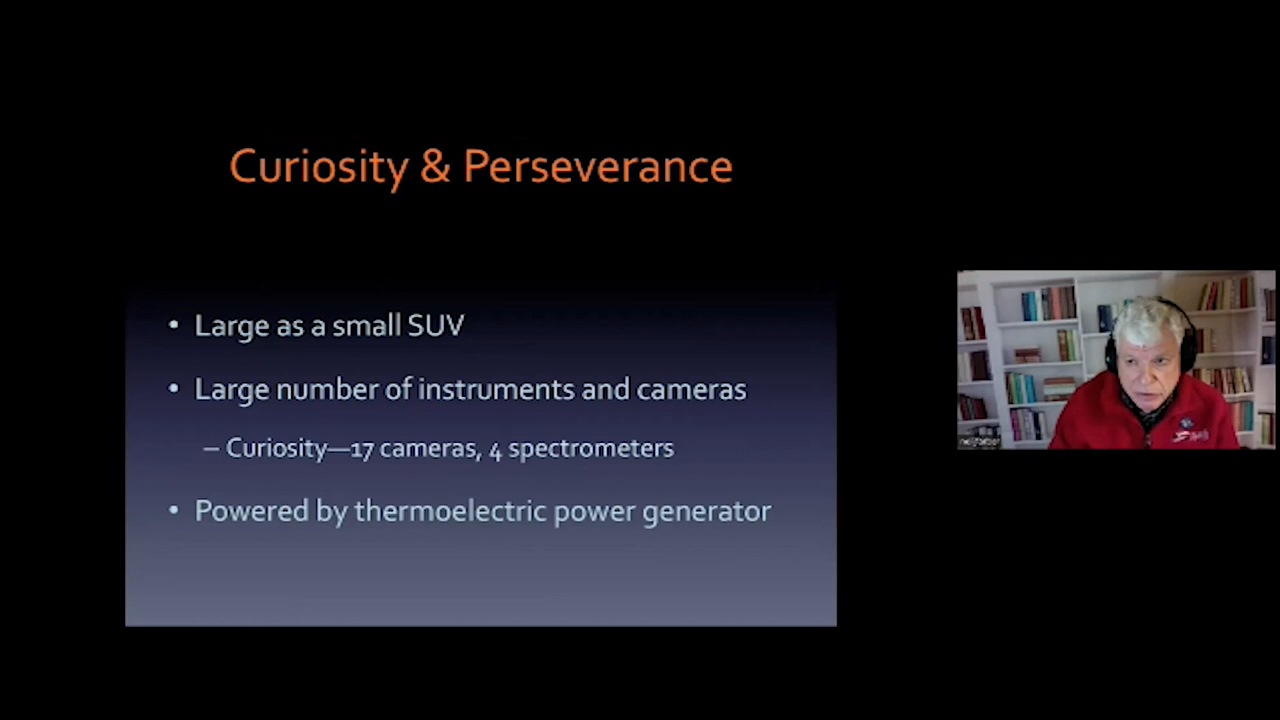 Curiosity & Perseverance
• Large as a small SUV
• Large number of instruments and cameras
– Curiosity—17 cameras, 4 spectrometers
• Powered by thermoelectric power generator